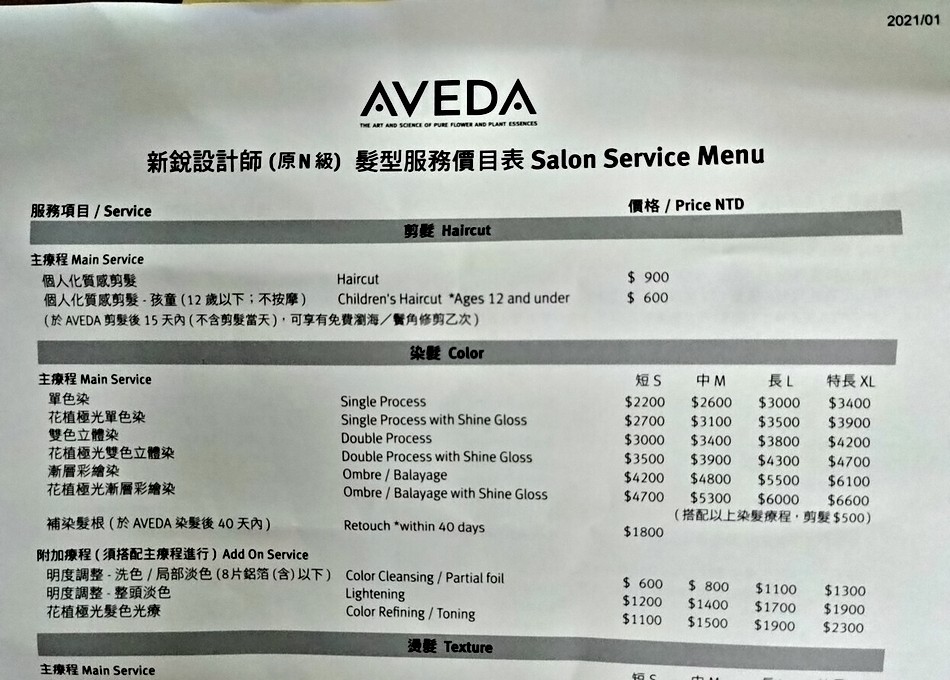 2021/01
AVEDA
THE ART AND SCIENCE OF PURE FLOWER AND PLANT ESSENCES
新銳設計師 (原N級) 髮型服務價目表 Salon Service Menu
服務項目 / Service 價格 / Price NTD
剪髮 Haircut
主療程 Main Service
個人化質感剪髮 Haircut $ 900
個人化質感剪髮 - 孩童 (12 歲以下；不按摩) Children's Haircut *Ages 12 and under $ 600
(於 AVEDA 剪髮後 15 天內 (不含剪髮當天)，可享有免費瀏海／鬢角修剪乙次)
染髮 Color
主療程 Main Service 短 S 中 M 長 L 特長 XL
單色染 Single Process $2200 $2600 $3000 $3400
花植極光單色染 Single Process with Shine Gloss $2700 $3100 $3500 $3900
雙色立體染 Double Process $3000 $3400 $3800 $4200
花植極光雙色立體染 Double Process with Shine Gloss $3500 $3900 $4300 $4700
漸層彩繪染 Ombre / Balayage $4200 $4800 $5500 $6100
花植極光漸層彩繪染 Ombre / Balayage with Shine Gloss $4700 $5300 $6000 $6600
(搭配以上染髮療程，剪髮 $500)
補染髮根 (於 AVEDA 染髮後 40 天內) Retouch *within 40 days $1800
附加療程 (須搭配主療程進行) Add On Service
明度調整 - 洗色 / 局部淡色 (8片鋁箔 (含) 以下) Color Cleansing / Partial foil $ 600 $ 800 $1100 $1300
明度調整 - 整頭淡色 Lightening $1200 $1400 $1700 $1900
花植極光髮色光療 Color Refining / Toning $1100 $1500 $1900 $2300
燙髮 Texture
主療程 Main Service 短 S 中 M 長 L 特長 XL